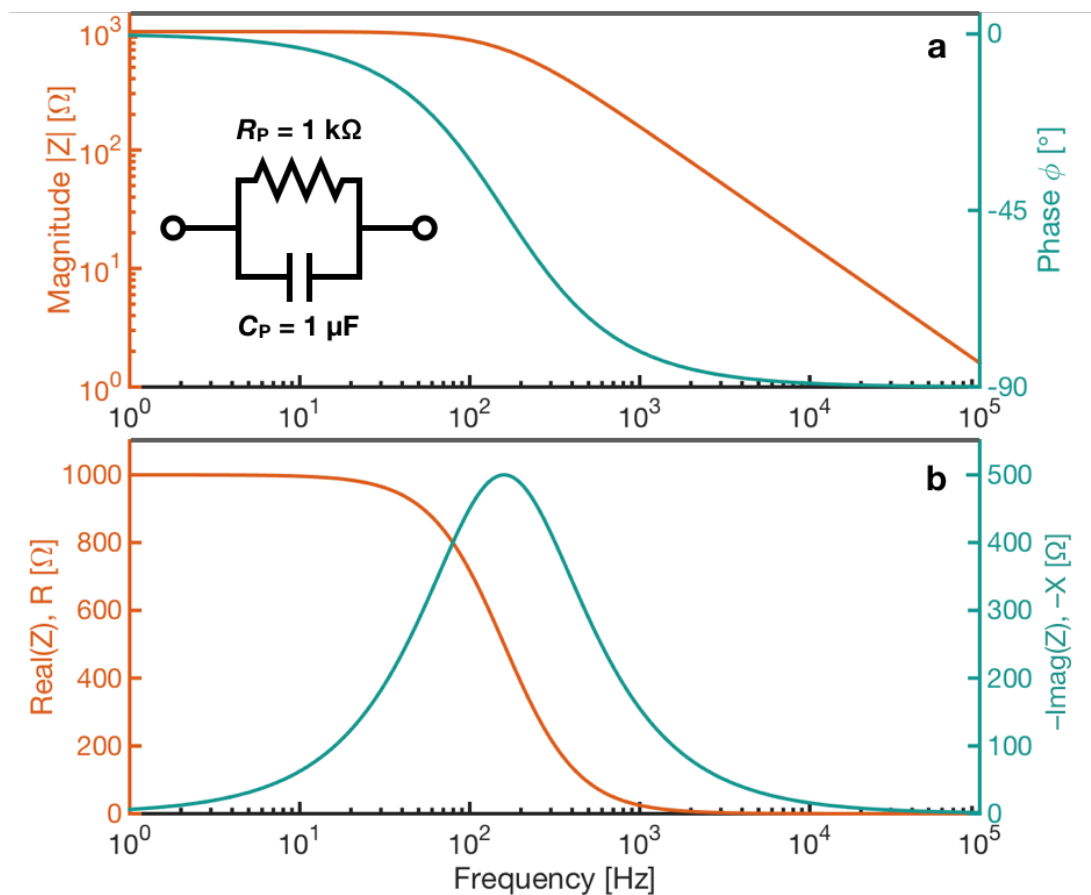 a
Magnitude |Z| [Ω]
10³
10²
10¹
10⁰
R_P = 1 kΩ
C_P = 1 µF
0
-45
-90
Phase ϕ [°]
10⁰ 10¹ 10² 10³ 10⁴ 10⁵
b
Real(Z), R [Ω]
1000
800
600
400
200
0
500
400
300
200
100
0
–Imag(Z), –X [Ω]
10⁰ 10¹ 10² 10³ 10⁴ 10⁵
Frequency [Hz]